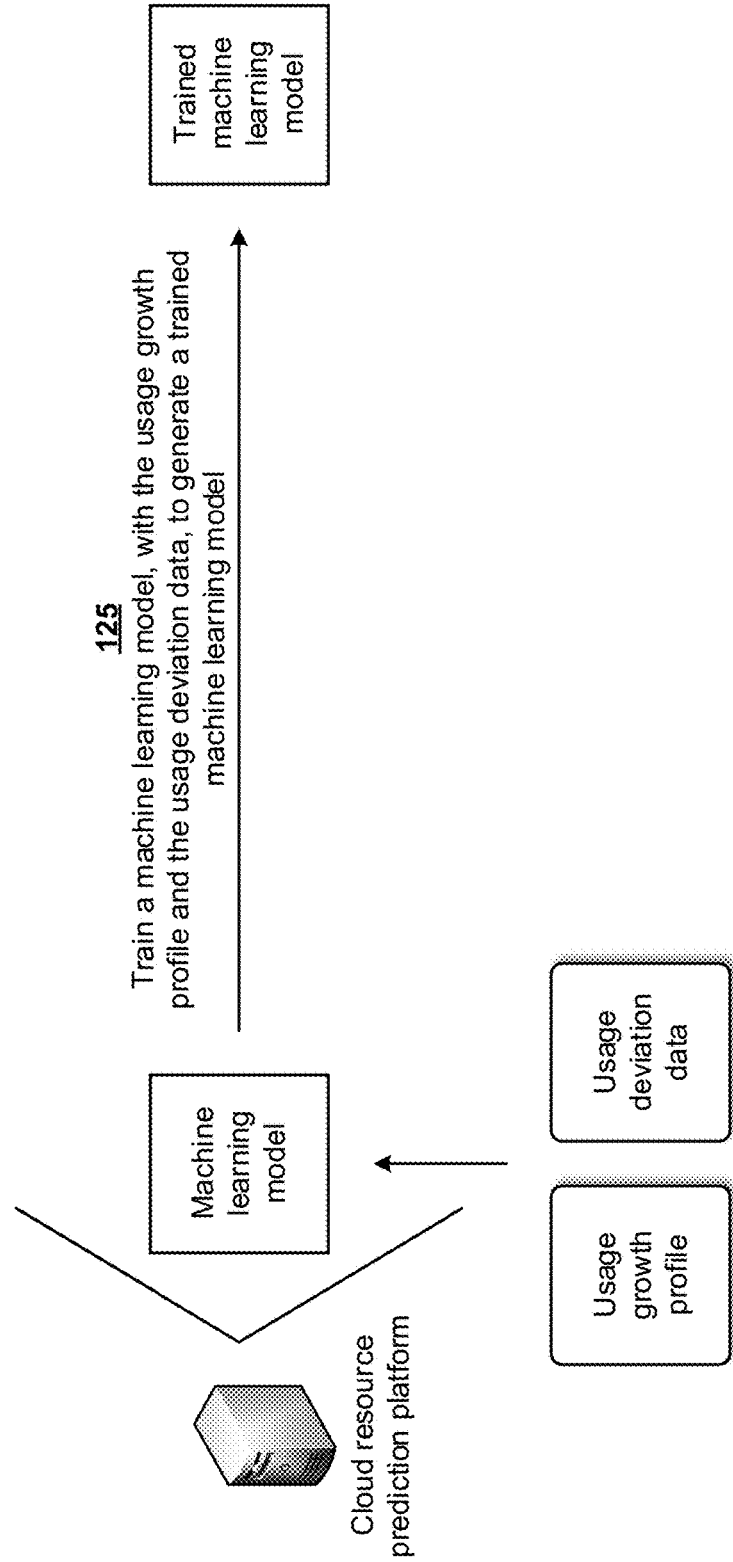 125
Train a machine learning model, with the usage growth
profile and the usage deviation data, to generate a trained
machine learning model
Cloud resource
prediction platform
Machine
learning
model
Trained
machine
learning
model
Usage
growth
profile
Usage
deviation
data